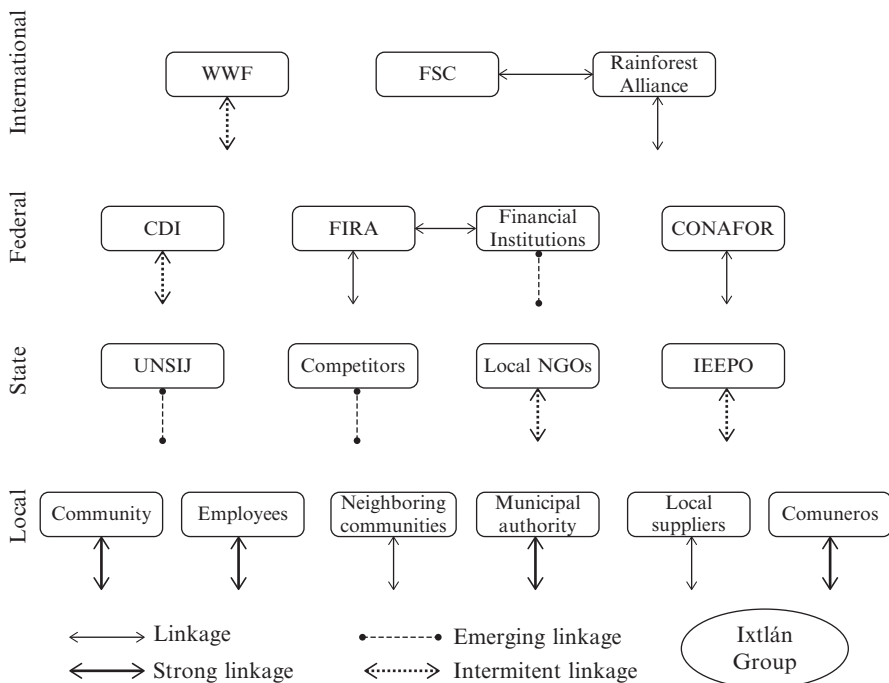 International
WWF
FSC
Rainforest
Alliance
Federal
CDI
FIRA
Financial
Institutions
CONAFOR
State
UNSIJ
Competitors
Local NGOs
IEEPO
Local
Community
Employees
Neighboring
communities
Municipal
authority
Local
suppliers
Comuneros
Linkage
Emerging linkage
Strong linkage
Intermitent linkage
Ixtlán
Group